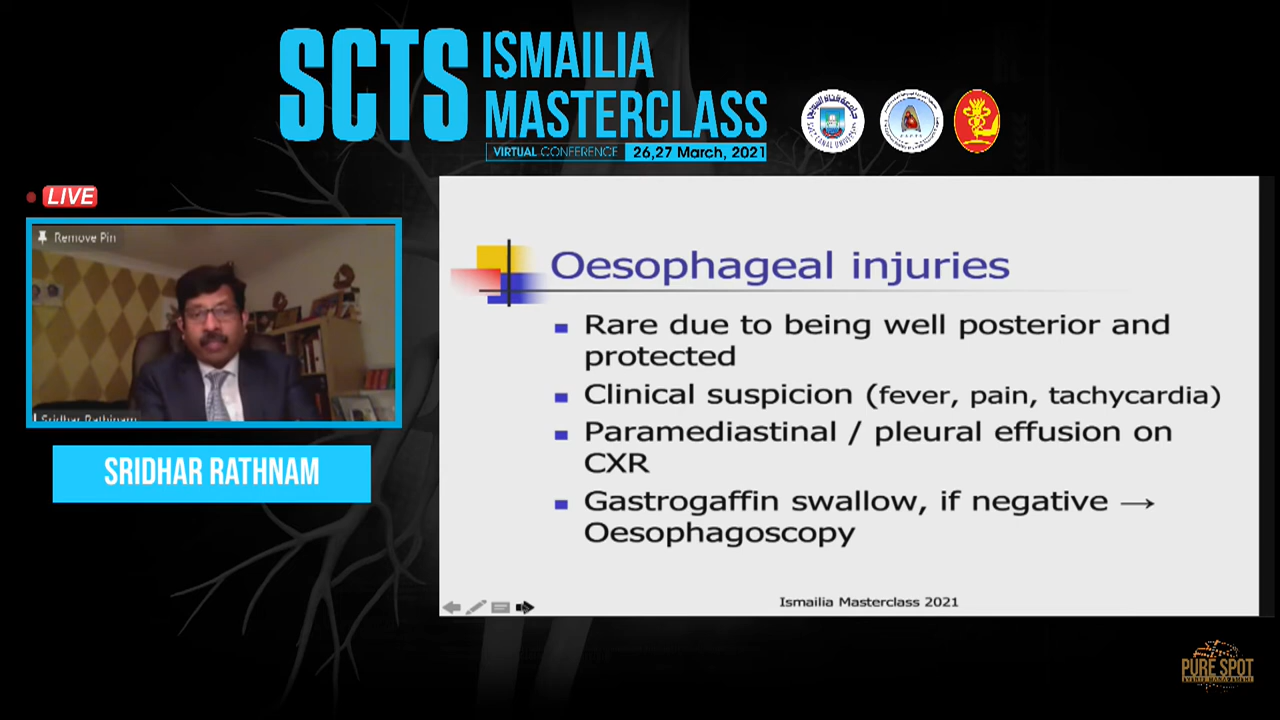 SCTS
ISMAILIA
MASTERCLASS
VIRTUAL CONFERENCE
26,27 March, 2021
LIVE
Remove Pin
Sridhar Rathinam
SRIDHAR RATHNAM
Oesophageal injuries
Rare due to being well posterior and
protected
Clinical suspicion (fever, pain, tachycardia)
Paramediastinal / pleural effusion on
CXR
Gastrogaffin swallow, if negative →
Oesophagoscopy
Ismailia Masterclass 2021
PURE SPOT